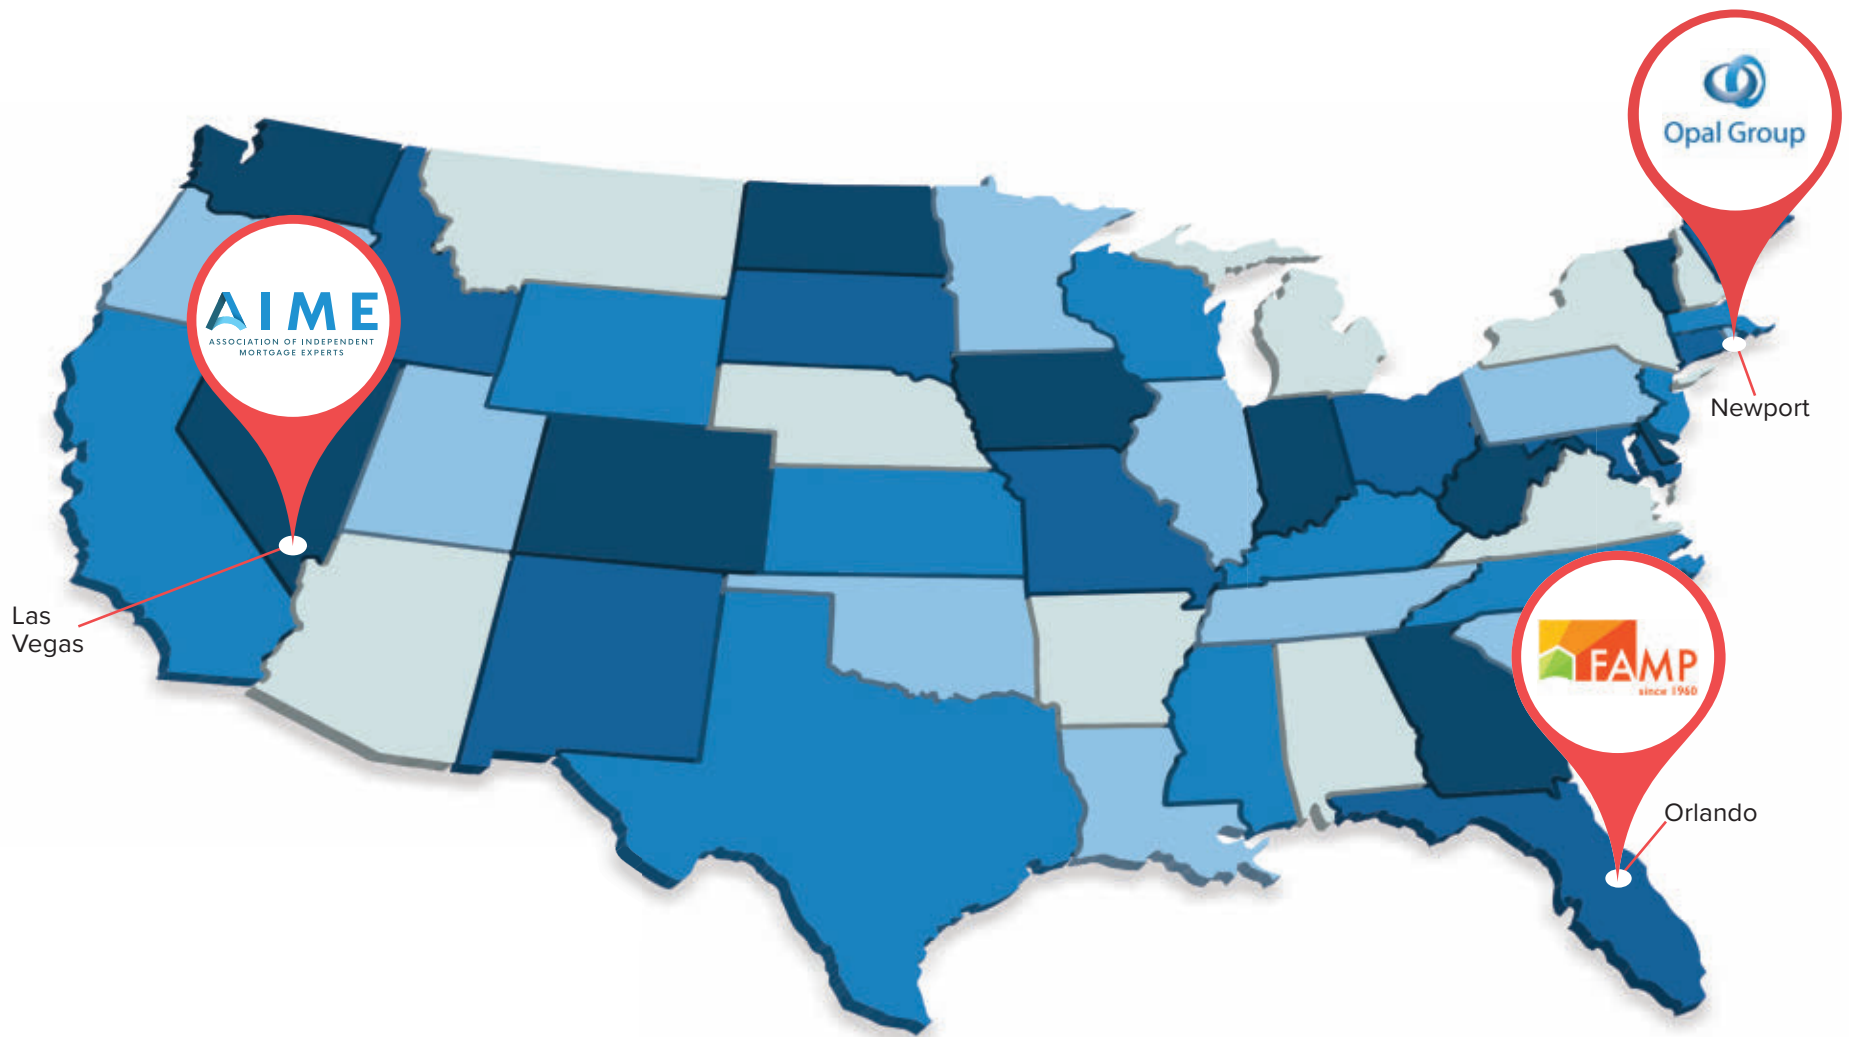 Opal Group
Newport
AIME
ASSOCIATION OF INDEPENDENT
MORTGAGE EXPERTS
Las
Vegas
FAMP
since 1960
Orlando